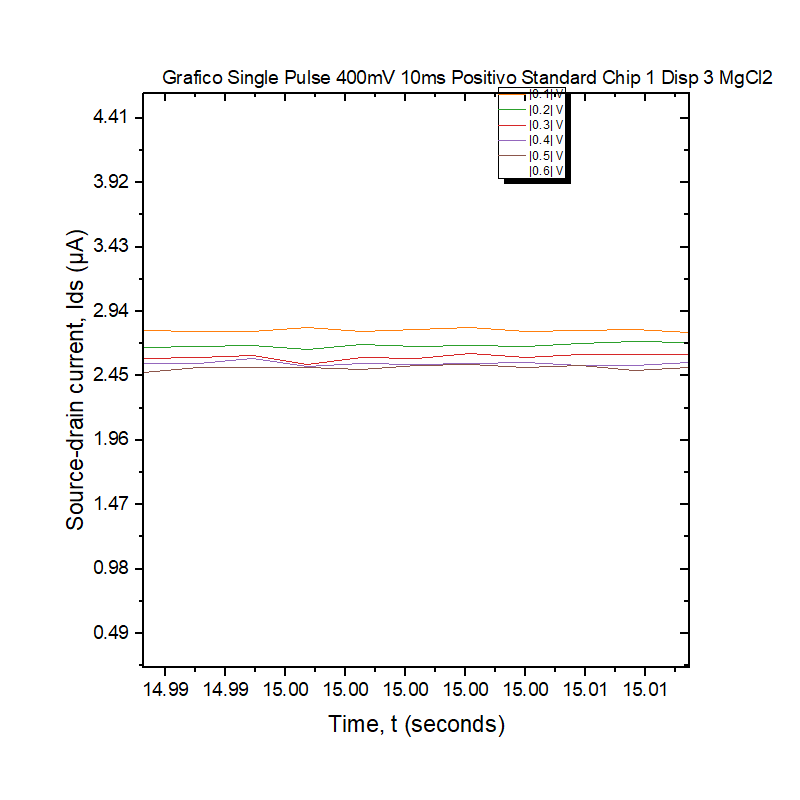 Grafico Single Pulse 400mV 10ms Positivo Standard Chip 1 Disp 3 MgCl2
|0.1| V
|0.2| V
|0.3| V
|0.4| V
|0.5| V
|0.6| V
4.41
3.92
3.43
2.94
2.45
1.96
1.47
0.98
0.49
Source-drain current, Ids (μA)
14.99 14.99 15.00 15.00 15.00 15.00 15.00 15.01 15.01
Time, t (seconds)